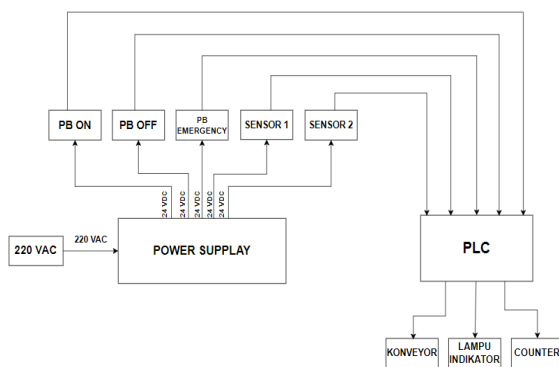 PB ON
PB OFF
PB
EMERGENCY
SENSOR 1
SENSOR 2
24 VDC
24 VDC
24 VDC
24 VDC
24 VDC
220 VAC
220 VAC
POWER SUPPLAY
PLC
KONVEYOR
LAMPU
INDIKATOR
COUNTER